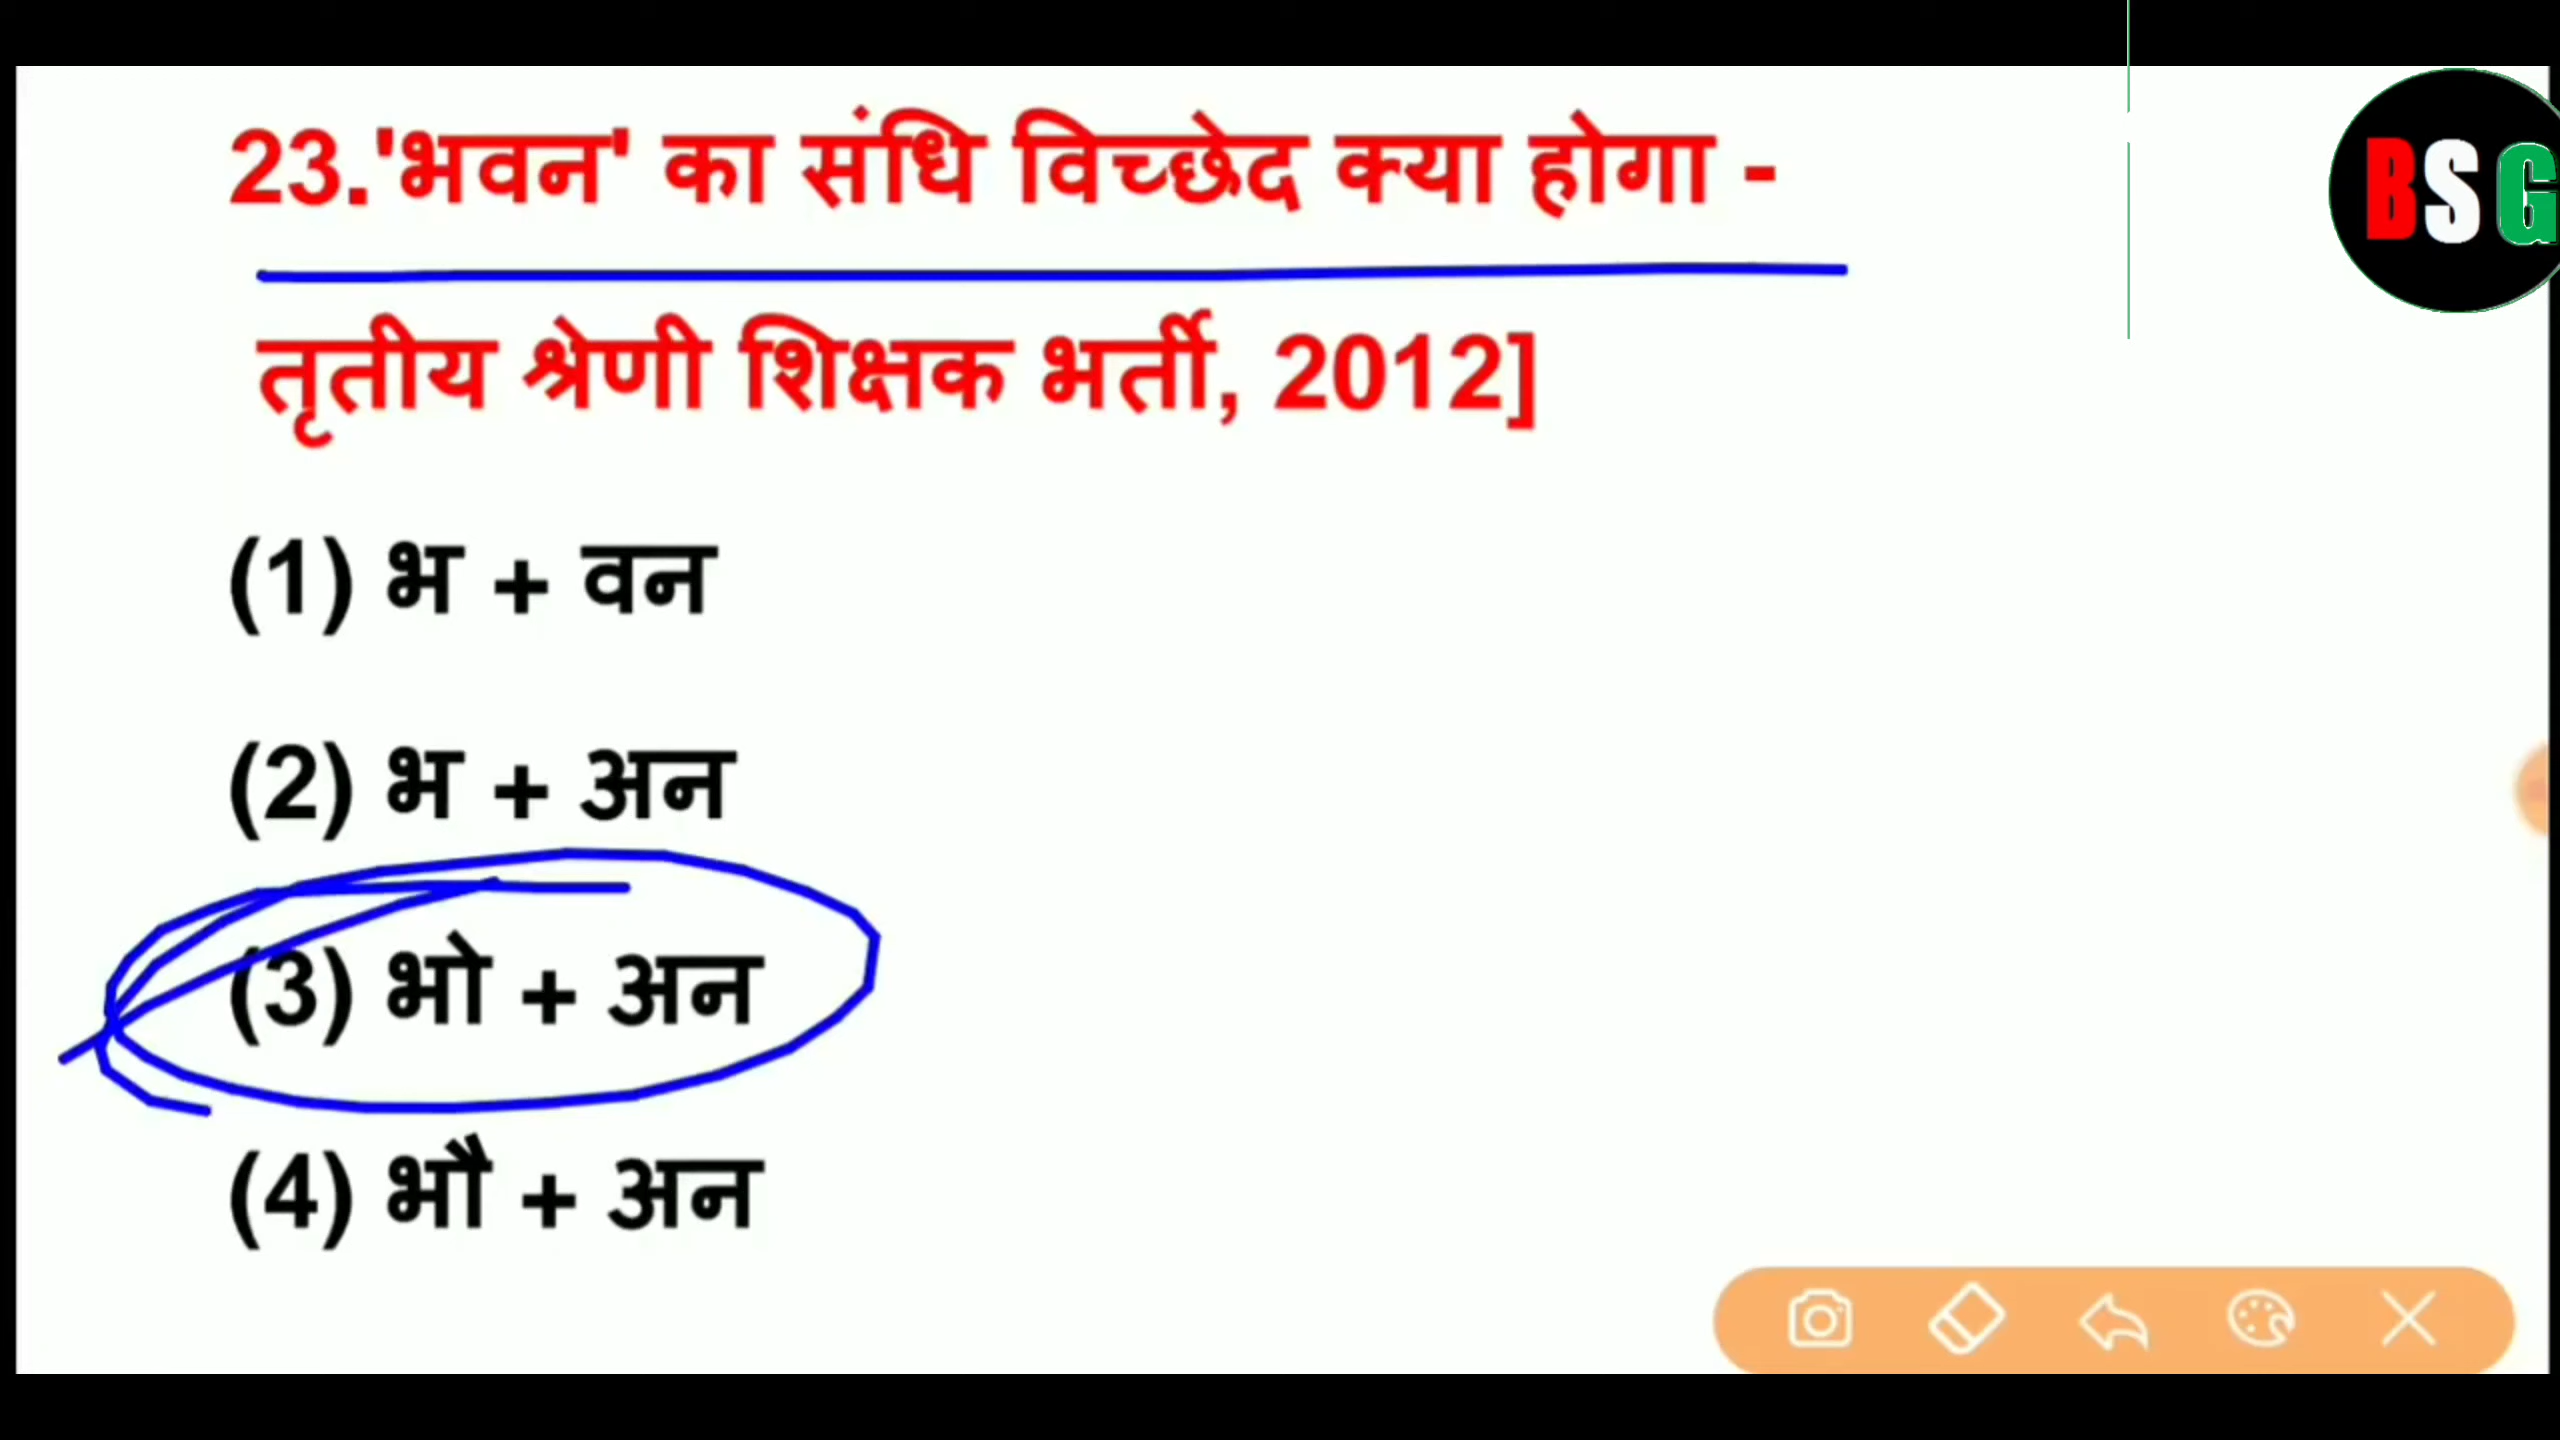 23.'भवन' का संधि विच्छेद क्या होगा -
BSG
तृतीय श्रेणी शिक्षक भर्ती, 2012]
(1) भ + वन
(2) भ + अन
(3) भो + अन
(4) भौ + अन